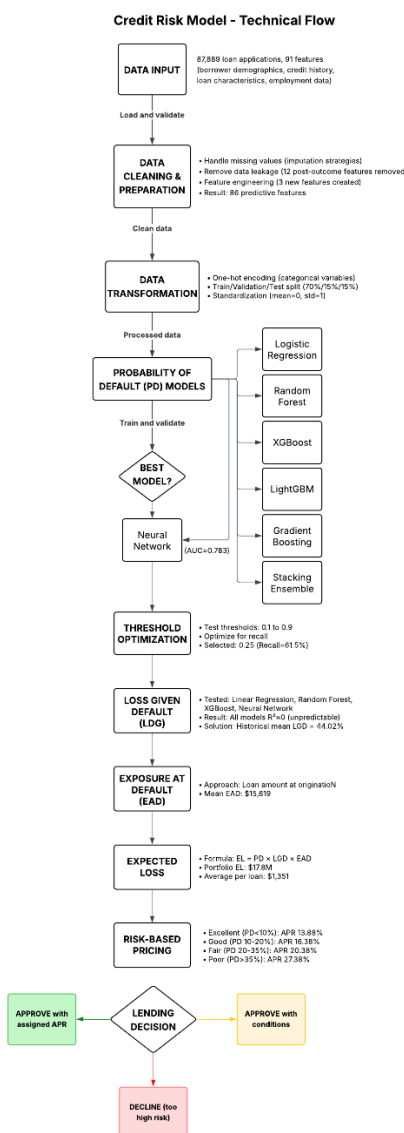 Credit Risk Model - Technical Flow
DATA INPUT
87,889 loan applications, 91 features
(borrower demographics, credit history,
loan characteristics, employment data)
Load and validate
DATA
CLEANING &
PREPARATION
• Handle missing values (imputation strategies)
• Remove data leakage (12 post-outcome features removed
• Feature engineering (3 new features created)
• Result: 86 predictive features
Clean data
DATA
TRANSFORMATION
• One-hot encoding (categorical variables)
• Train/Validation/Test split (70%/15%/15%)
• Standardization (mean=0, std=1)
Processed data
PROBABILITY OF
DEFAULT (PD) MODELS
Logistic
Regression
Random
Forest
XGBoost
LightGBM
Gradient
Boosting
Stacking
Ensemble
Train and validate
BEST
MODEL?
Neural
Network
(AUC=0.783)
THRESHOLD
OPTIMIZATION
• Test thresholds: 0.1 to 0.9
• Optimize for recall
• Selected: 0.25 (Recall=61.5%)
LOSS GIVEN
DEFAULT
(LDG)
• Tested: Linear Regression, Random Forest,
XGBoost, Neural Network
• Result: All models R²≈0 (unpredictable)
• Solution: Historical mean LGD = 44.02%
EXPOSURE AT
DEFAULT
(EAD)
• Approach: Loan amount at originatioN
• Mean EAD: $15,619
EXPECTED
LOSS
• Formula: EL = PD × LGD × EAD
• Portfolio EL: $17.8M
• Average per loan: $1,351
RISK-BASED
PRICING
• Excellent (PD<10%): APR 13.88%
• Good (PD 10-20%): APR 16.38%
• Fair (PD 20-35%): APR 20.38%
• Poor (PD>35%): APR 27.38%
LENDING
DECISION
APPROVE with
assigned APR
APPROVE with
conditions
DECLINE (too
high risk)